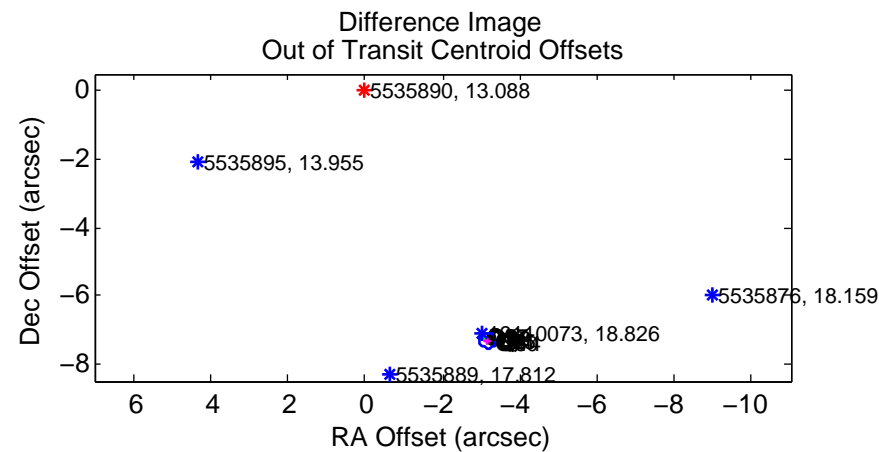 Difference Image
Out of Transit Centroid Offsets
Dec Offset (arcsec)
0
−2
−4
−6
−8
5535890, 13.088
5535895, 13.955
5535876, 18.159
18.826
5535889, 17.812
6 4 2 0 −2 −4 −6 −8 −10
RA Offset (arcsec)